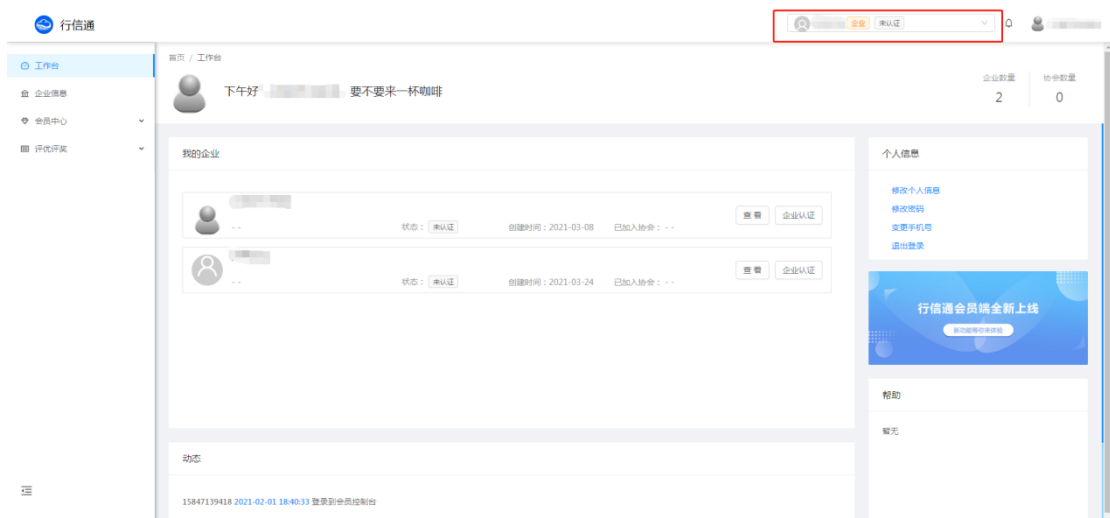 行信通
企业 未认证
工作台
企业信息
会员中心
评优评奖
首页 / 工作台
下午好
要不要来一杯咖啡
企业数量 协会数量
2 0
我的企业
- -
状态： 未认证 创建时间：2021-03-08 已加入协会：- -
查看 企业认证
- -
状态： 未认证 创建时间：2021-03-24 已加入协会：- -
查看 企业认证
个人信息
修改个人信息
修改密码
变更手机号
退出登录
行信通会员端全新上线
新功能等你来体验
帮助
暂无
动态
15847139418 2021-02-01 18:40:33 登录到会员控制台